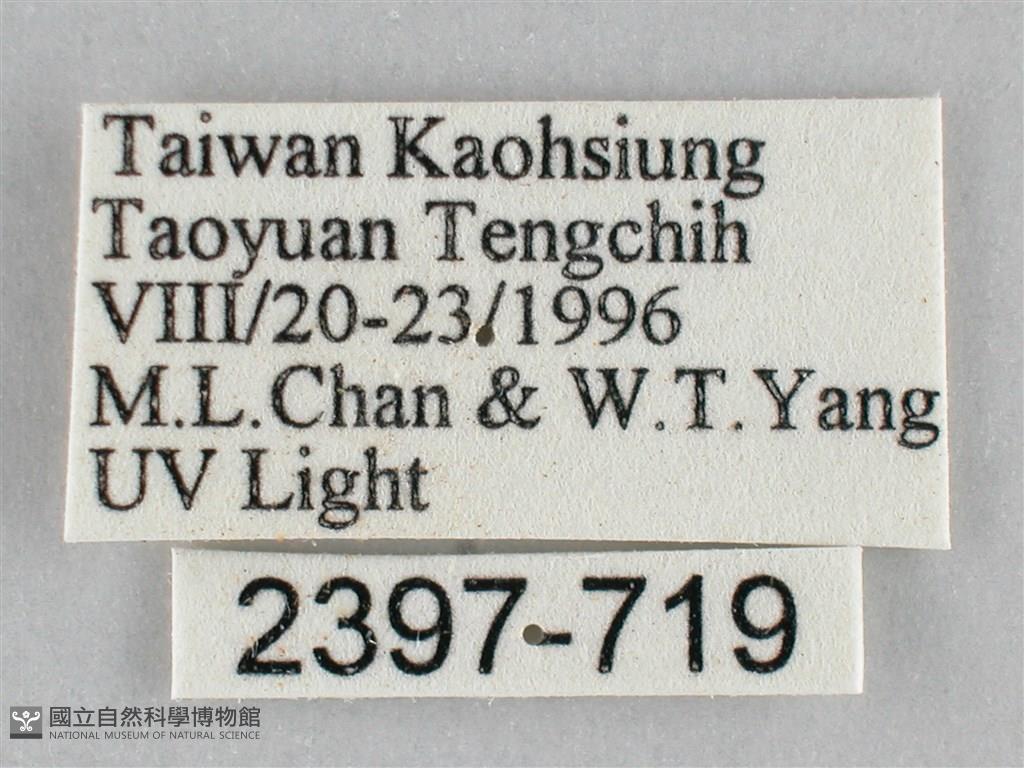 Taiwan Kaohsiung
Taoyuan Tengchih
VIII/20-23/1996
M.L.Chan & W.T.Yang
UV Light
2397-719
國立自然科學博物館
NATIONAL MUSEUM OF NATURAL SCIENCE